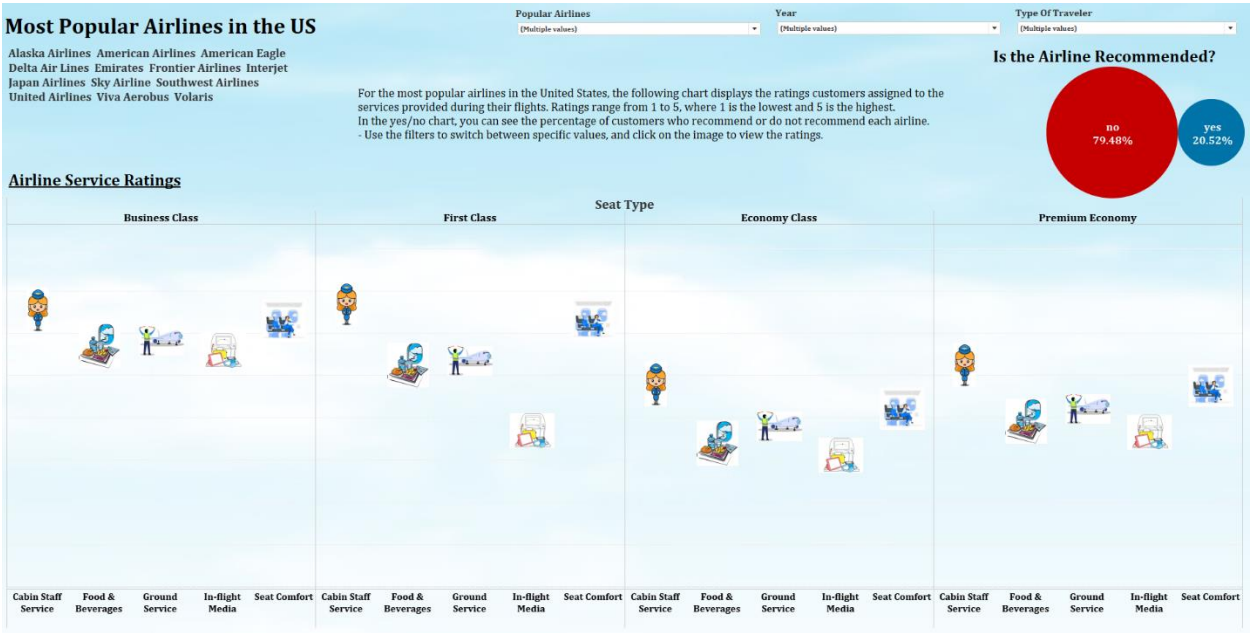 Most Popular Airlines in the US
Alaska Airlines American Airlines American Eagle
Delta Air Lines Emirates Frontier Airlines Interjet
Japan Airlines Sky Airline Southwest Airlines
United Airlines Viva Aerobus Volaris
Popular Airlines
(Multiple values)
Year
(Multiple values)
Type Of Traveler
(Multiple values)
For the most popular airlines in the United States, the following chart displays the ratings customers assigned to the
services provided during their flights. Ratings range from 1 to 5, where 1 is the lowest and 5 is the highest.
In the yes/no chart, you can see the percentage of customers who recommend or do not recommend each airline.
- Use the filters to switch between specific values, and click on the image to view the ratings.
Is the Airline Recommended?
no
79.48%
yes
20.52%
Airline Service Ratings
Seat Type
Business Class First Class Economy Class Premium Economy
Cabin Staff Food & Ground In-flight Seat Comfort Cabin Staff Food & Ground In-flight Seat Comfort Cabin Staff Food & Ground In-flight Seat Comfort Cabin Staff Food & Ground In-flight Seat Comfort
Service Beverages Service Media Service Beverages Service Media Service Beverages Service Media Service Beverages Service Media